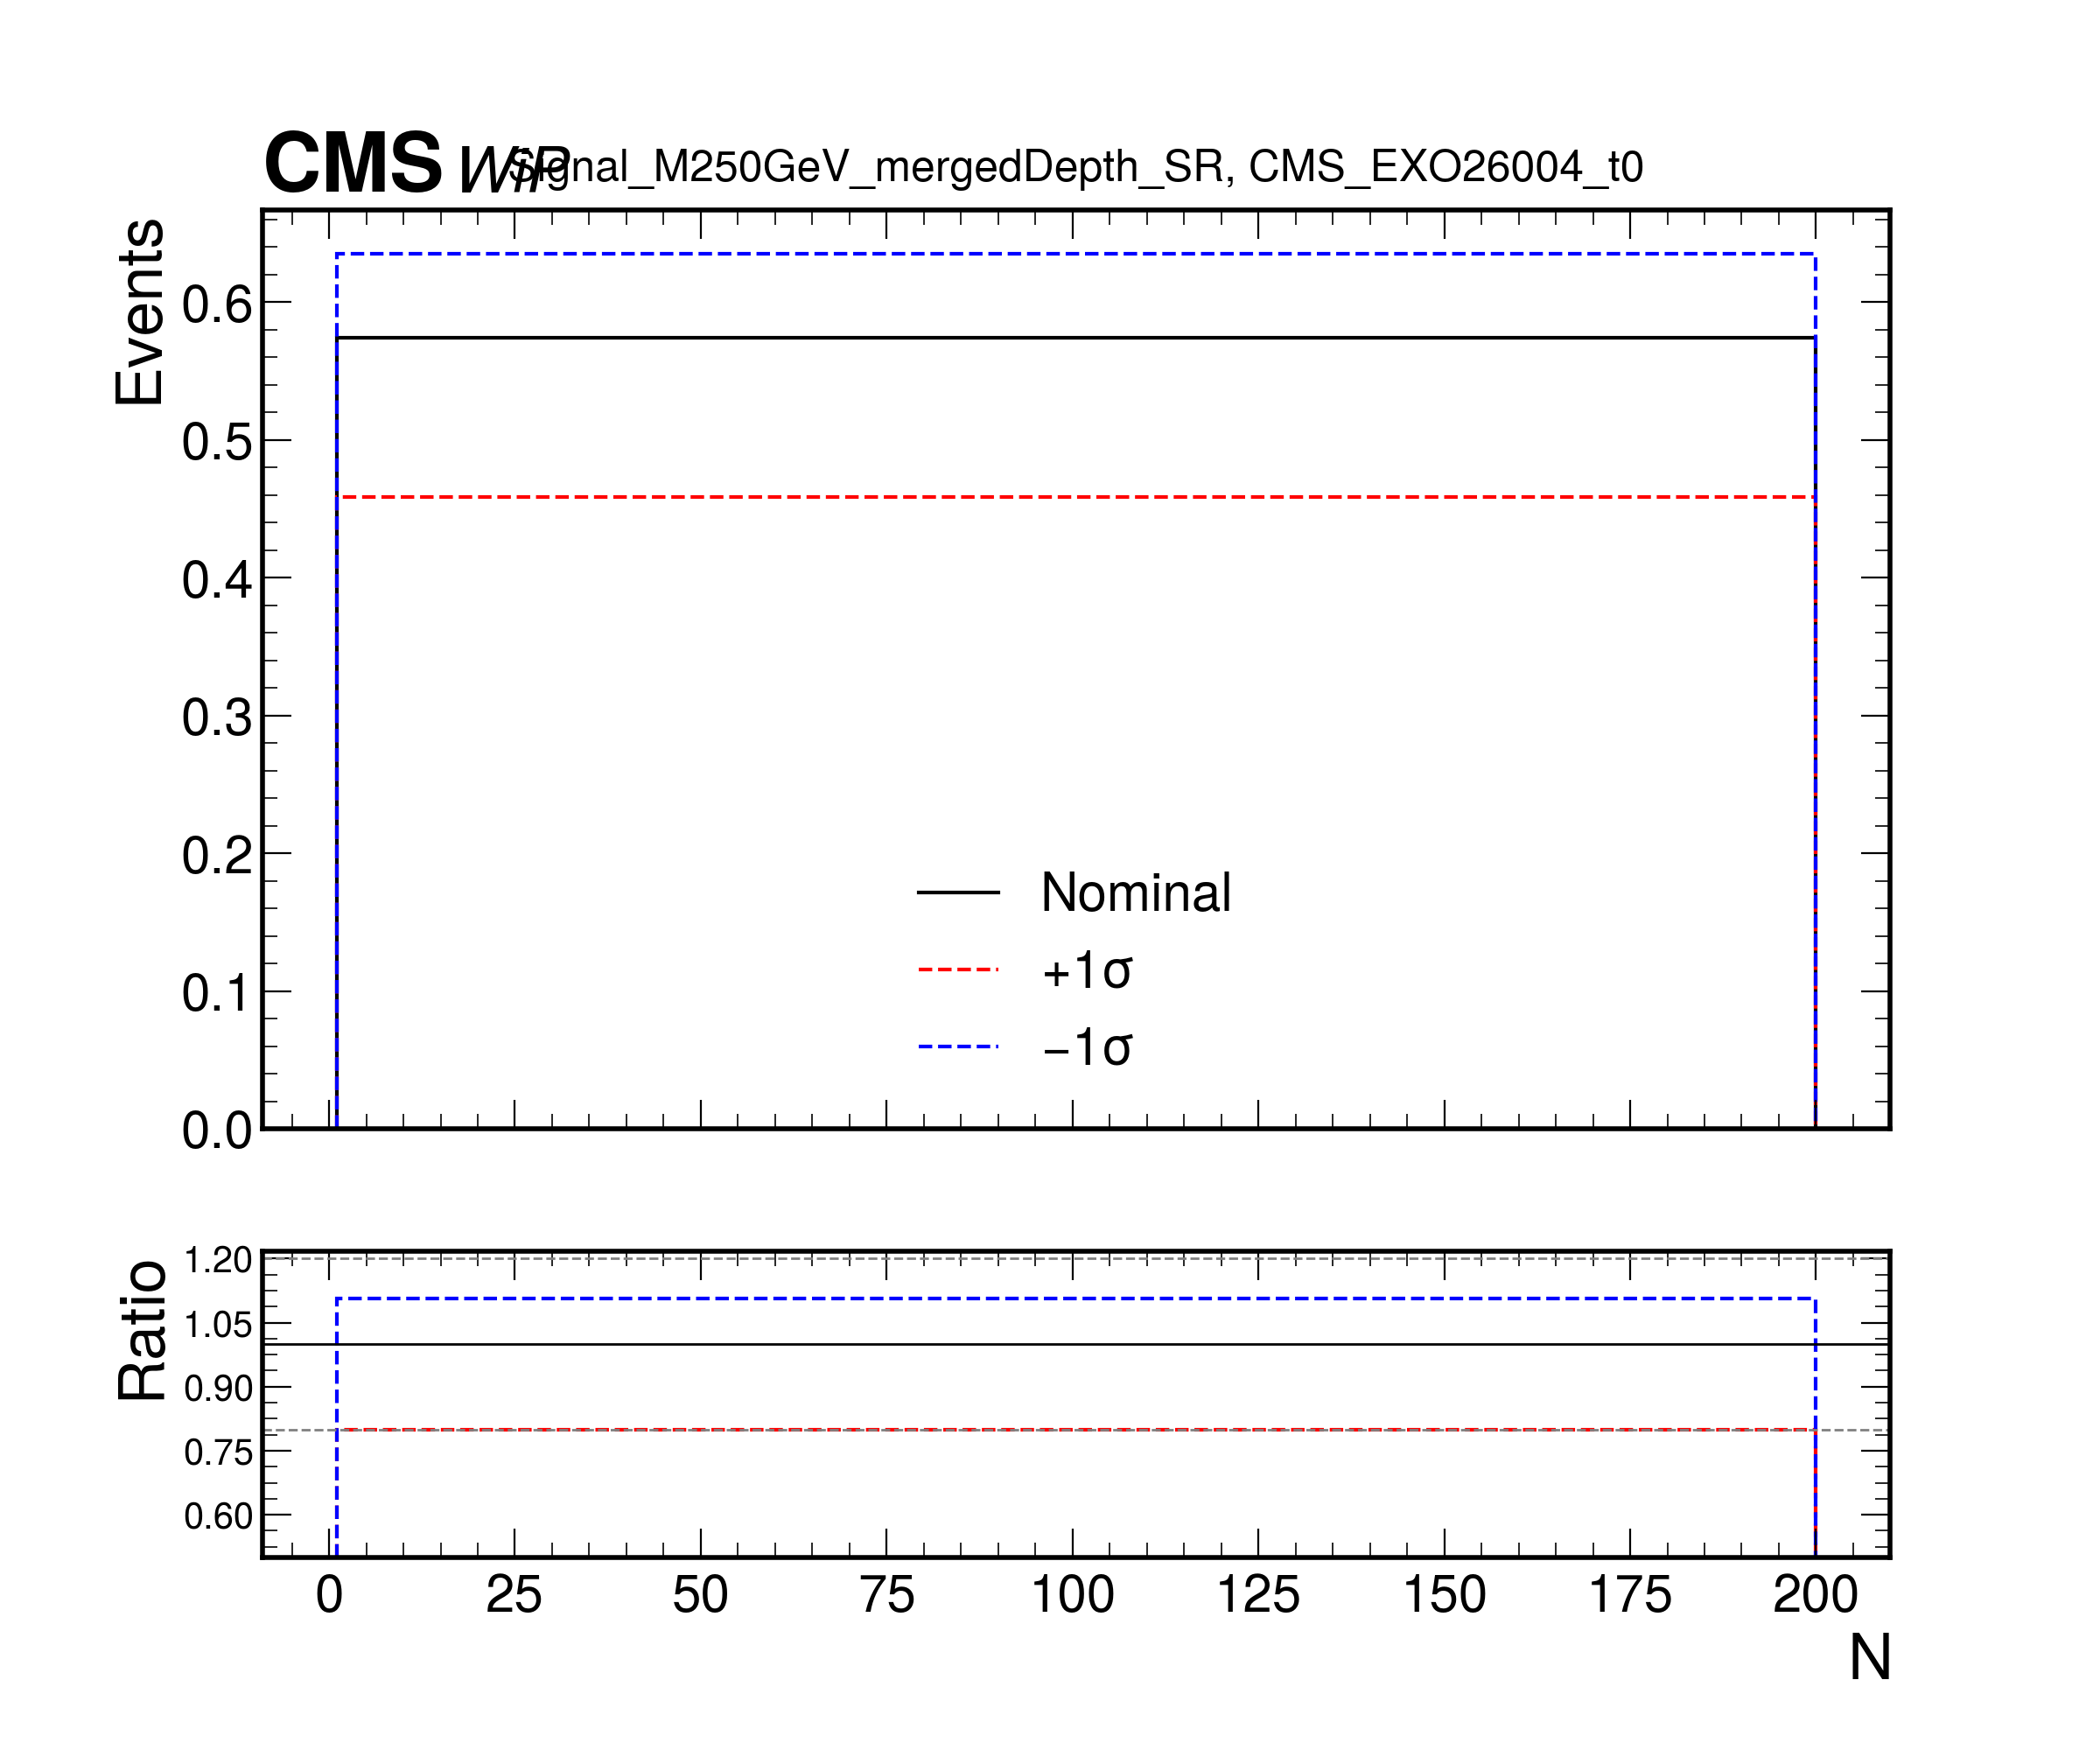 CMS WiP Signal_M250GeV_mergedDepth_SR, CMS_EXO26004_t0
Events
0.6
0.5
0.4
0.3
0.2
0.1
0.0
Nominal
+1σ
−1σ
Ratio
1.20
1.05
0.90
0.75
0.60
0 25 50 75 100 125 150 175 200
N